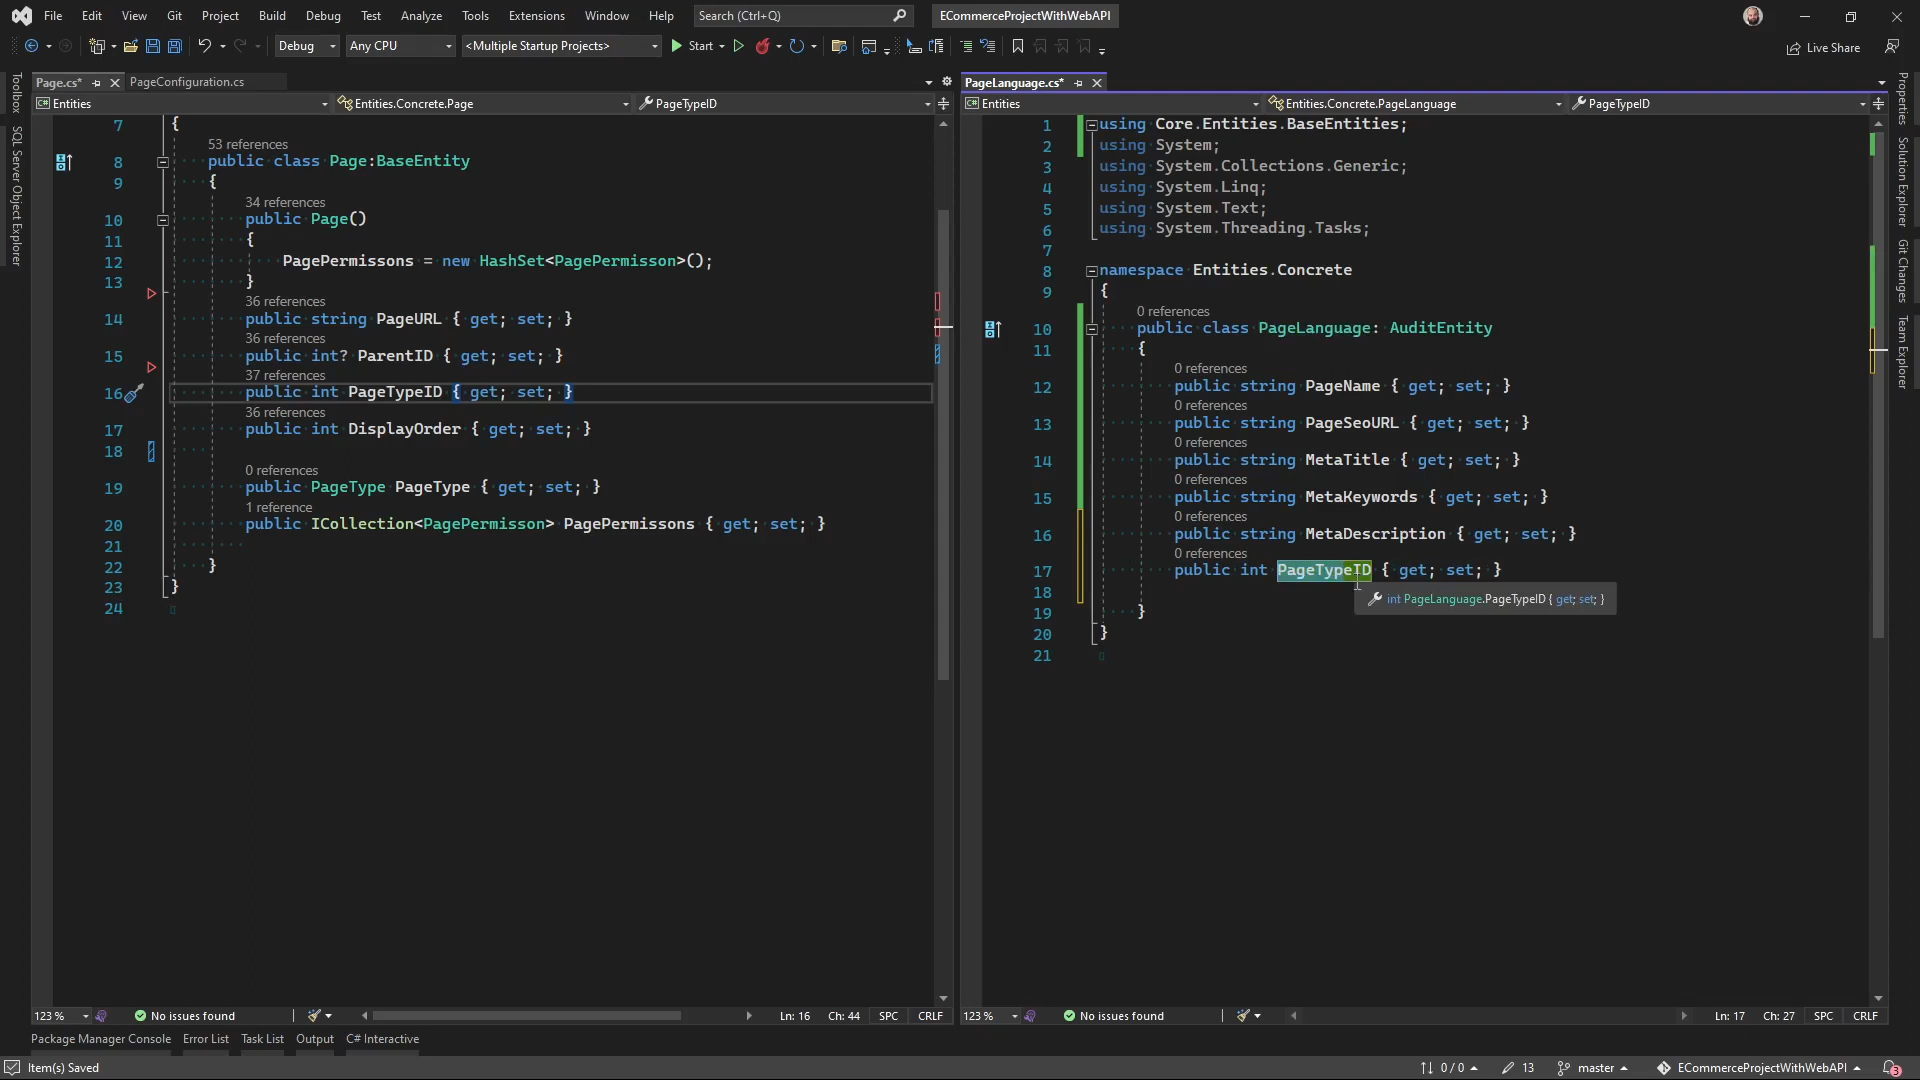 File Edit View Git Project Build Debug Test Analyze Tools Extensions Window Help Search (Ctrl+Q) ECommerceProjectWithWebAPI
Debug Any CPU <Multiple Startup Projects> Start Live Share
Toolbox
SQL Server Object Explorer
Page.cs* PageConfiguration.cs
Entities Entities.Concrete.Page PageTypeID
7 {
53 references
8 public class Page:BaseEntity
9 {
34 references
10 public Page()
11 {
12 PagePermissons = new HashSet<PagePermisson>();
13 }
36 references
14 public string PageURL { get; set; }
36 references
15 public int? ParentID { get; set; }
37 references
16 public int PageTypeID { get; set; }
36 references
17 public int DisplayOrder { get; set; }
18
0 references
19 public PageType PageType { get; set; }
1 reference
20 public ICollection<PagePermisson> PagePermissons { get; set; }
21
22 }
23 }
24
123 % No issues found Ln: 16 Ch: 44 SPC CRLF
PageLanguage.cs*
Entities Entities.Concrete.PageLanguage PageTypeID
1 using Core.Entities.BaseEntities;
2 using System;
3 using System.Collections.Generic;
4 using System.Linq;
5 using System.Text;
6 using System.Threading.Tasks;
7
8 namespace Entities.Concrete
9 {
0 references
10 public class PageLanguage: AuditEntity
11 {
0 references
12 public string PageName { get; set; }
0 references
13 public string PageSeoURL { get; set; }
0 references
14 public string MetaTitle { get; set; }
0 references
15 public string MetaKeywords { get; set; }
0 references
16 public string MetaDescription { get; set; }
0 references
17 public int PageTypeID { get; set; }
int PageLanguage.PageTypeID { get; set; }
18
19 }
20 }
21
123 % No issues found Ln: 17 Ch: 27 SPC CRLF
Properties
Solution Explorer
Git Changes
Team Explorer
Package Manager Console Error List Task List Output C# Interactive
Item(s) Saved 0 / 0 13 master ECommerceProjectWithWebAPI 3